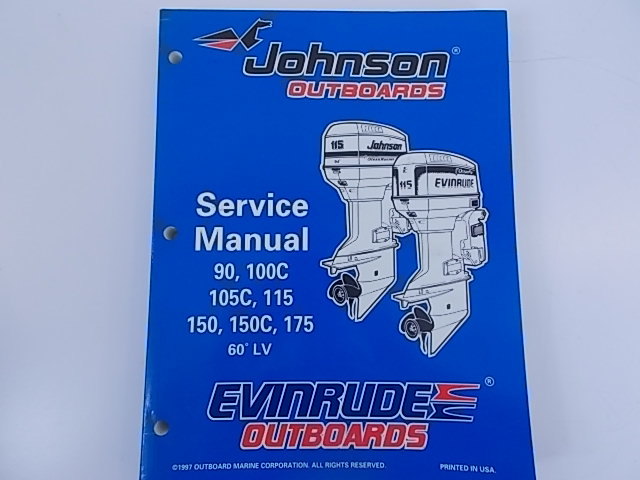 Johnson®
OUTBOARDS
115 Johnson
115 EVINRUDE
Service
Manual
90, 100C
105C, 115
150, 150C, 175
60° LV
EVINRUDE®
OUTBOARDS
©1997 OUTBOARD MARINE CORPORATION. ALL RIGHTS RESERVED.
PRINTED IN USA.